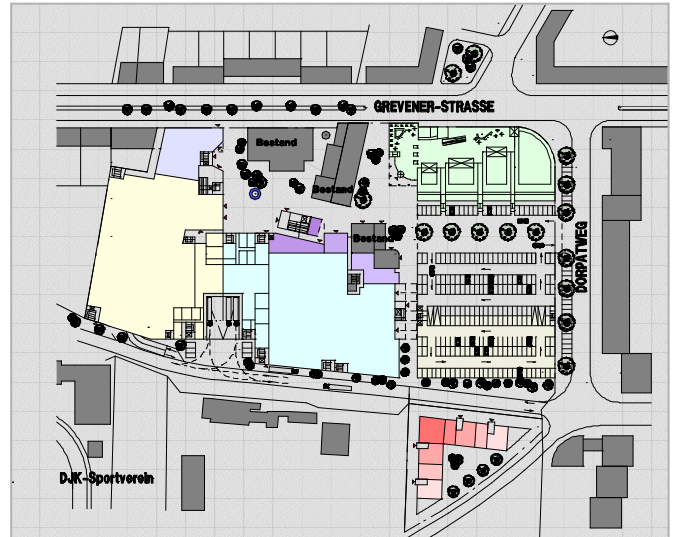 GREVENER-STRASSE
Bestand
Bestand
Bestand
DORPATWEG
DJK-Sportverein